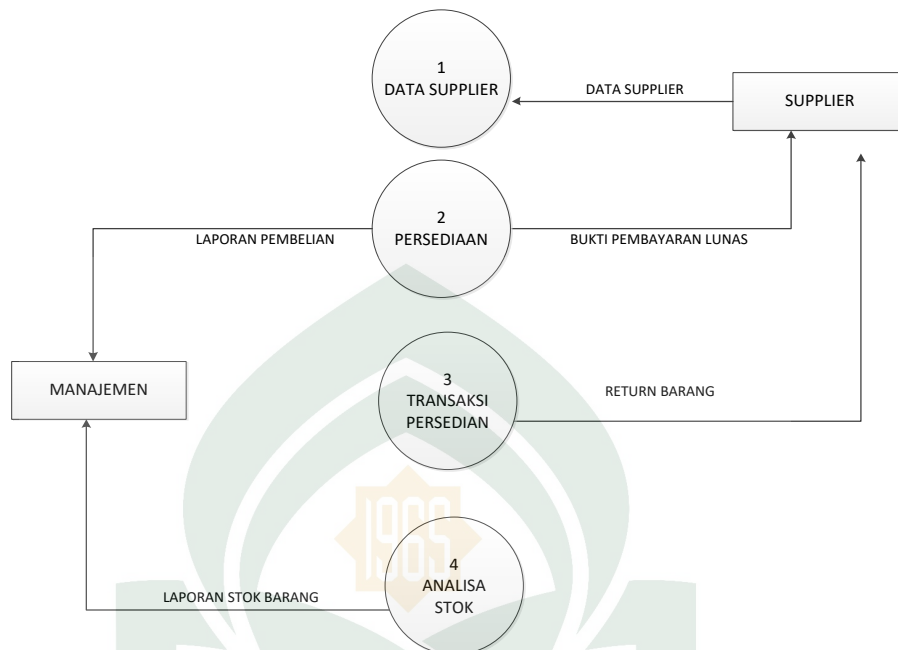 1
DATA SUPPLIER
DATA SUPPLIER
SUPPLIER
2
PERSEDIAAN
LAPORAN PEMBELIAN
BUKTI PEMBAYARAN LUNAS
MANAJEMEN
3
TRANSAKSI
PERSEDIAN
RETURN BARANG
1965
4
ANALISA
STOK
LAPORAN STOK BARANG